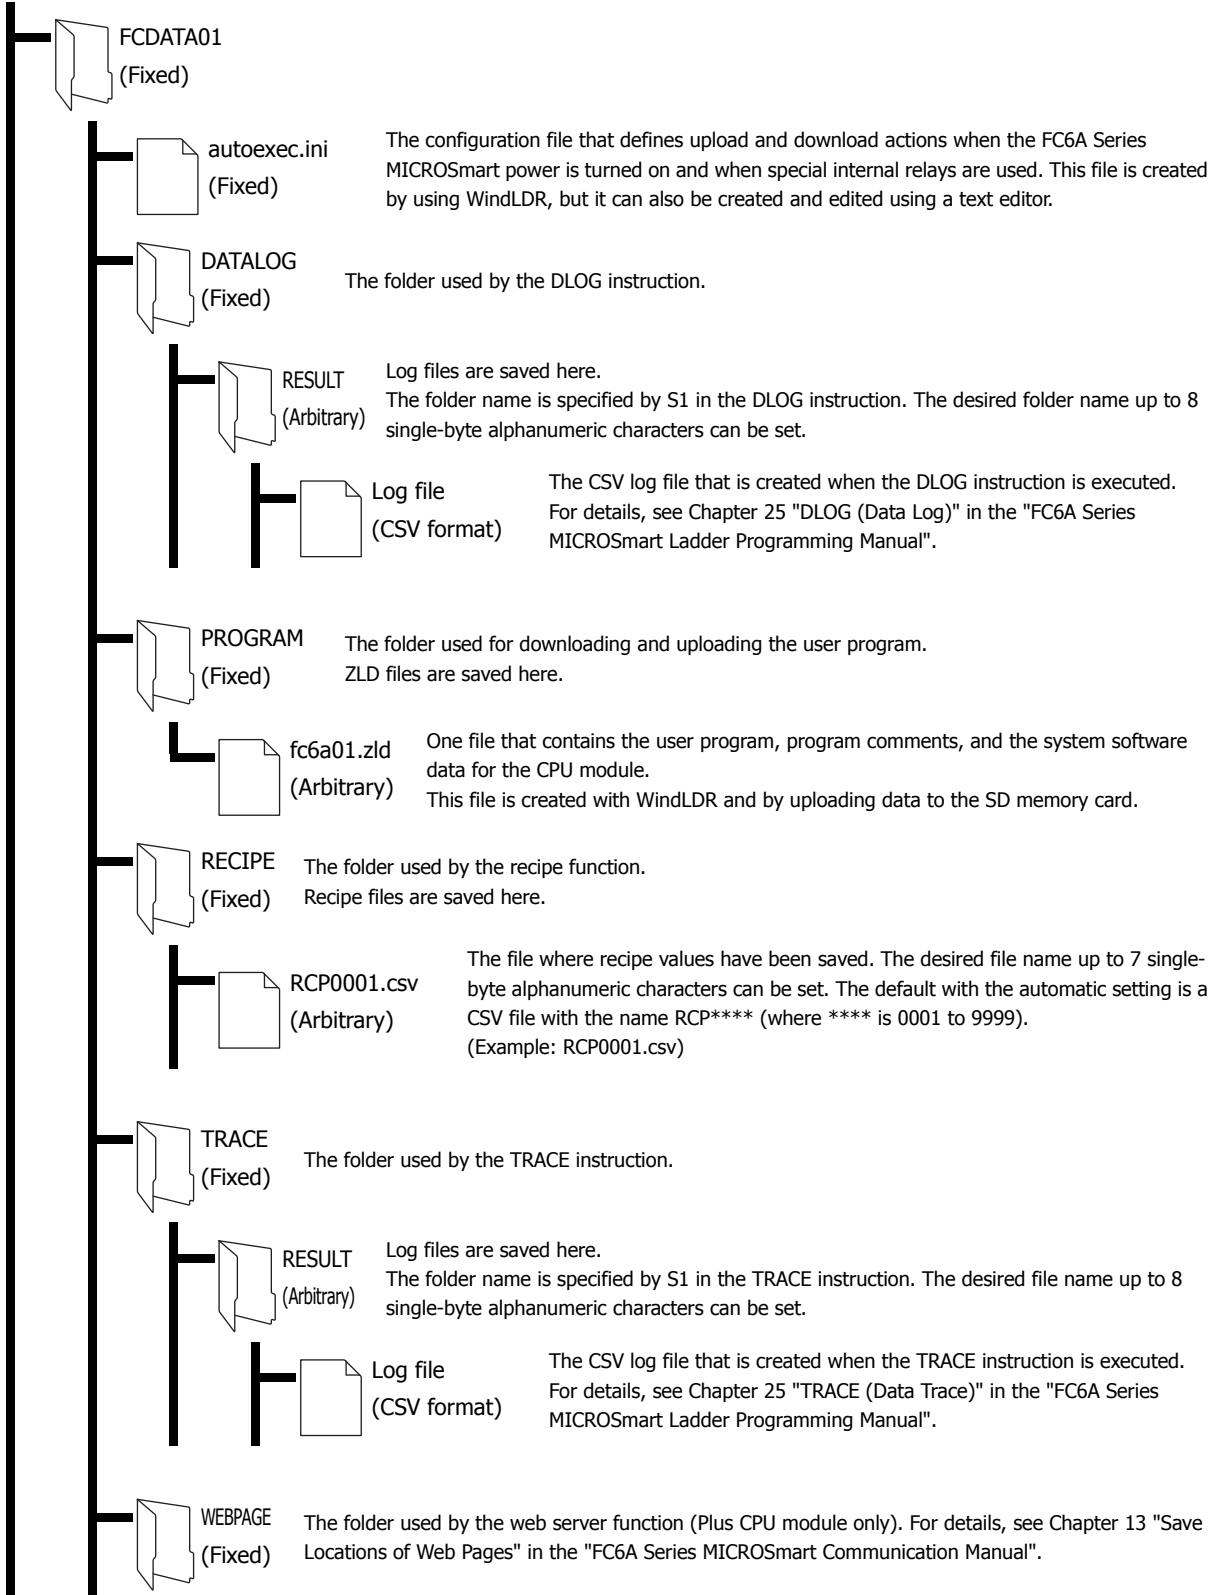 FCDATA01
(Fixed)
autoexec.ini
(Fixed)
The configuration file that defines upload and download actions when the FC6A Series
MICROSmart power is turned on and when special internal relays are used. This file is created
by using WindLDR, but it can also be created and edited using a text editor.
DATALOG
(Fixed)
The folder used by the DLOG instruction.
RESULT
(Arbitrary)
Log files are saved here.
The folder name is specified by S1 in the DLOG instruction. The desired folder name up to 8
single-byte alphanumeric characters can be set.
Log file
(CSV format)
The CSV log file that is created when the DLOG instruction is executed.
For details, see Chapter 25 "DLOG (Data Log)" in the "FC6A Series
MICROSmart Ladder Programming Manual".
PROGRAM
(Fixed)
The folder used for downloading and uploading the user program.
ZLD files are saved here.
fc6a01.zld
(Arbitrary)
One file that contains the user program, program comments, and the system software
data for the CPU module.
This file is created with WindLDR and by uploading data to the SD memory card.
RECIPE
(Fixed)
The folder used by the recipe function.
Recipe files are saved here.
RCP0001.csv
(Arbitrary)
The file where recipe values have been saved. The desired file name up to 7 single-
byte alphanumeric characters can be set. The default with the automatic setting is a
CSV file with the name RCP**** (where **** is 0001 to 9999).
(Example: RCP0001.csv)
TRACE
(Fixed)
The folder used by the TRACE instruction.
RESULT
(Arbitrary)
Log files are saved here.
The folder name is specified by S1 in the TRACE instruction. The desired file name up to 8
single-byte alphanumeric characters can be set.
Log file
(CSV format)
The CSV log file that is created when the TRACE instruction is executed.
For details, see Chapter 25 "TRACE (Data Trace)" in the "FC6A Series
MICROSmart Ladder Programming Manual".
WEBPAGE
(Fixed)
The folder used by the web server function (Plus CPU module only). For details, see Chapter 13 "Save
Locations of Web Pages" in the "FC6A Series MICROSmart Communication Manual".